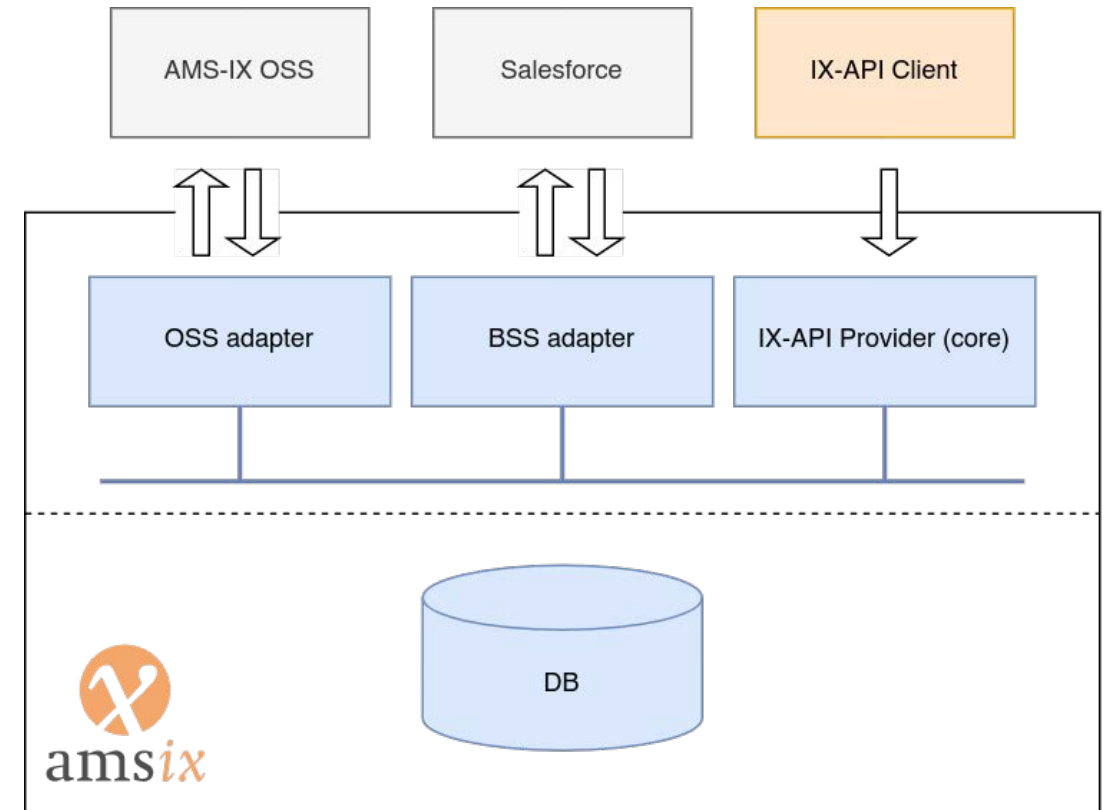 AMS-IX OSS
Salesforce
IX-API Client
OSS adapter
BSS adapter
IX-API Provider (core)
DB
amsix